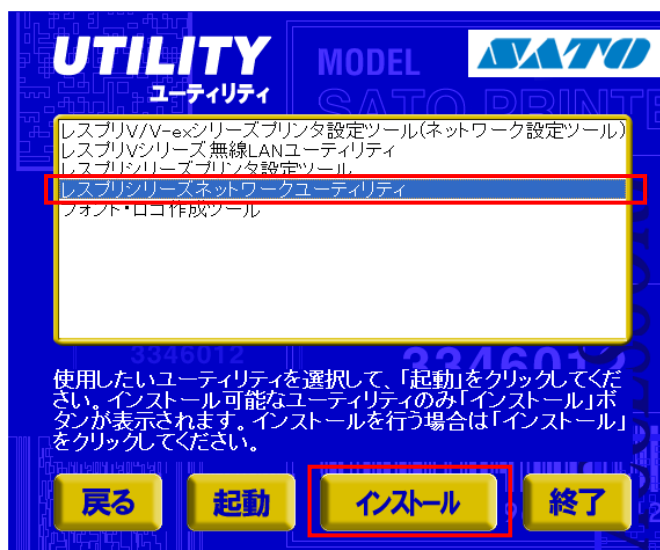 UTILITY
ユーティリティ
MODEL
SATO
SATO PRINTE
レスプリV/V-exシリーズプリンタ設定ツール(ネットワーク設定ツール)
レスプリVシリーズ 無線LANユーティリティ
レスプリシリーズプリンタ設定ツール
レスプリシリーズネットワークユーティリティ
フォント・ロゴ作成ツール
3346012
3346012
使用したいユーティリティを選択して、「起動」をクリックしてくだ
さい。インストール可能なユーティリティのみ「インストール」ボ
タンが表示されます。インストールを行う場合は「インストール」
をクリックしてください。
戻る
起動
インストール
終了